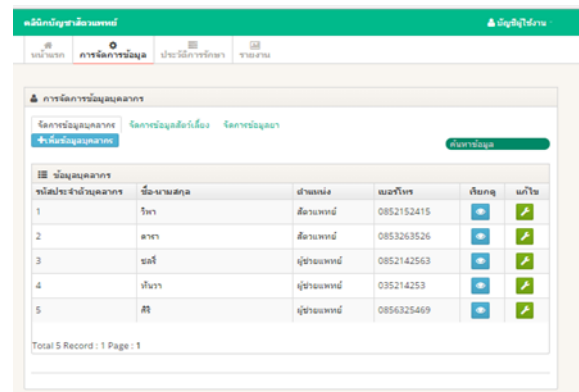 คลินิกบัญชาสัตวแพทย์ บัญชีผู้ใช้งาน
หน้าแรก การจัดการข้อมูล ประวัติการรักษา รายงาน
การจัดการข้อมูลบุคลากร
จัดการข้อมูลบุคลากร จัดการข้อมูลสัตว์เลี้ยง จัดการข้อมูลยา
+เพิ่มข้อมูลบุคลากร ค้นหาข้อมูล
ข้อมูลบุคลากร
รหัสประจำตัวบุคลากร ชื่อ-นามสกุล ตำแหน่ง เบอร์โทร เรียกดู แก้ไข
1 วิพา สัตวแพทย์ 0852152415
2 ดารา สัตวแพทย์ 0853263526
3 ชลรี ผู้ช่วยแพทย์ 0852142563
4 ทันวา ผู้ช่วยแพทย์ 035214253
5 ศิริ ผู้ช่วยแพทย์ 0856325469
Total 5 Record : 1 Page : 1